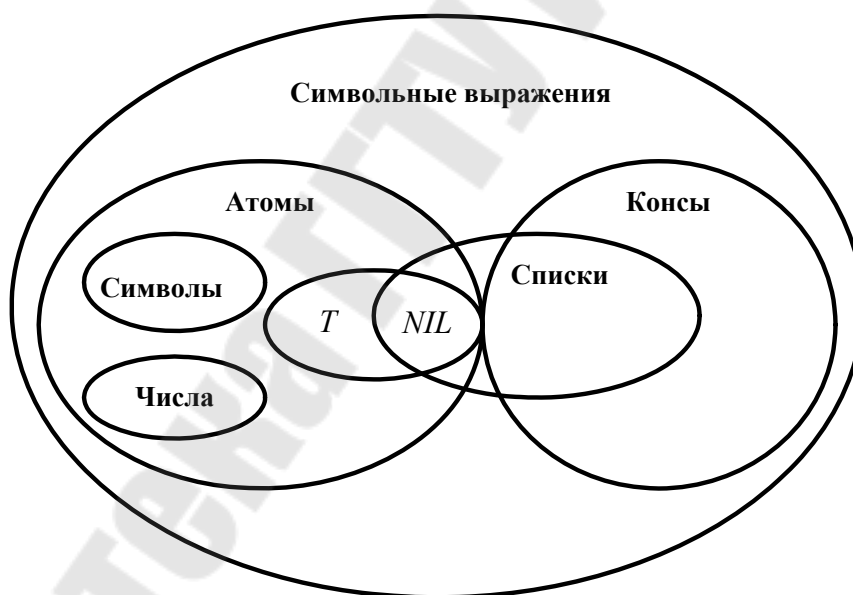 Символьные выражения
Атомы
Консы
Символы
T
NIL
Списки
Числа